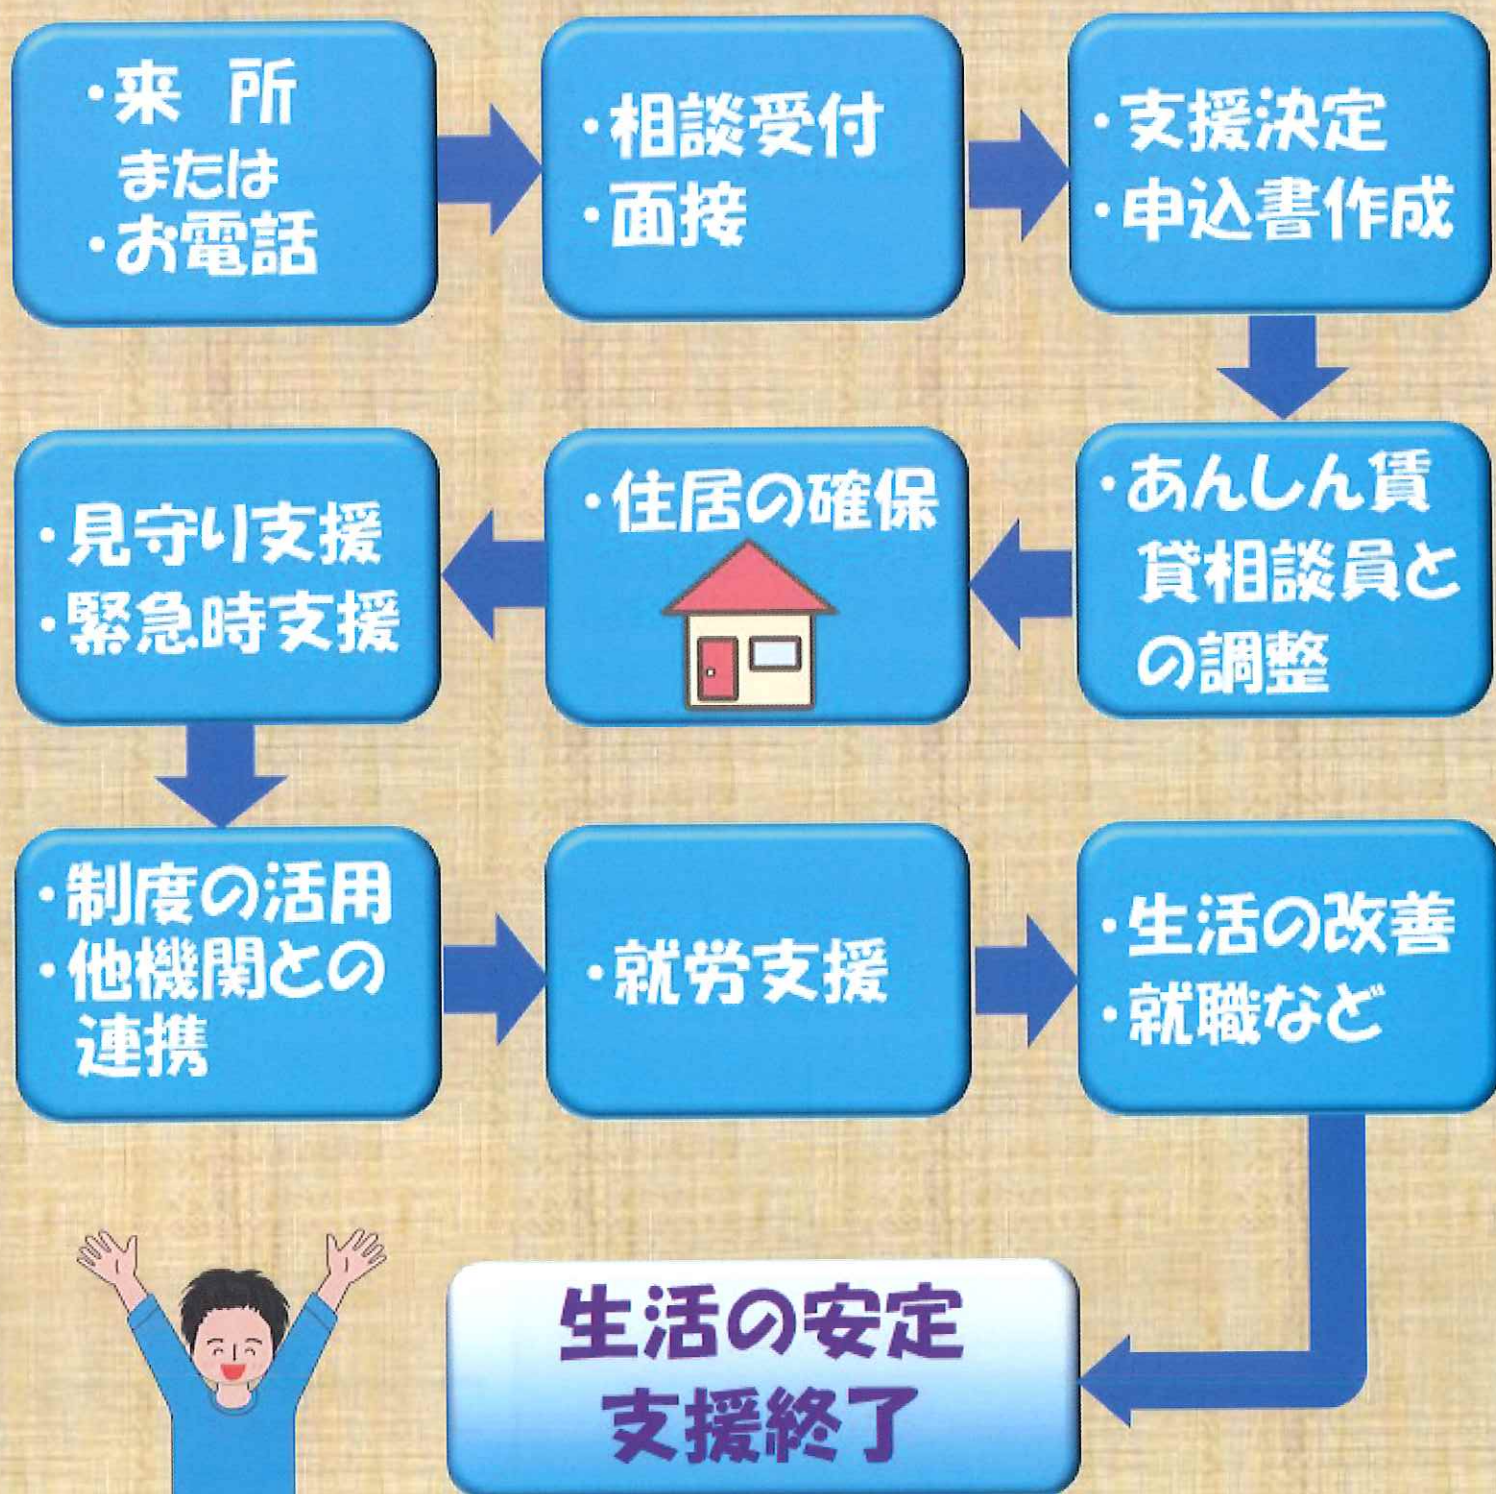 ・来 所
または
・お電話
・相談受付
・面接
・支援決定
・申込書作成
・あんしん賃
貸相談員と
の調整
・住居の確保
・見守り支援
・緊急時支援
・制度の活用
・他機関との
連携
・就労支援
・生活の改善
・就職など
生活の安定
支援終了